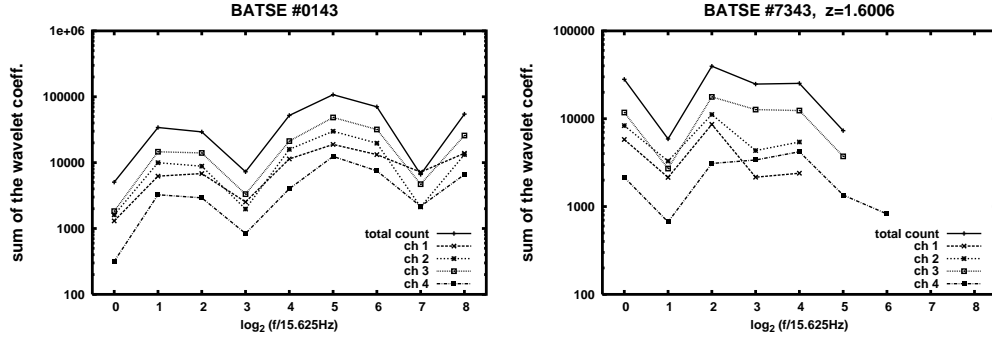 BATSE #0143
sum of the wavelet coeff.
1e+06
100000
10000
1000
100
total count
ch 1
ch 2
ch 3
ch 4
0 1 2 3 4 5 6 7 8
log2 (f/15.625Hz)
BATSE #7343, z=1.6006
sum of the wavelet coeff.
100000
10000
1000
100
total count
ch 1
ch 2
ch 3
ch 4
0 1 2 3 4 5 6 7 8
log2 (f/15.625Hz)